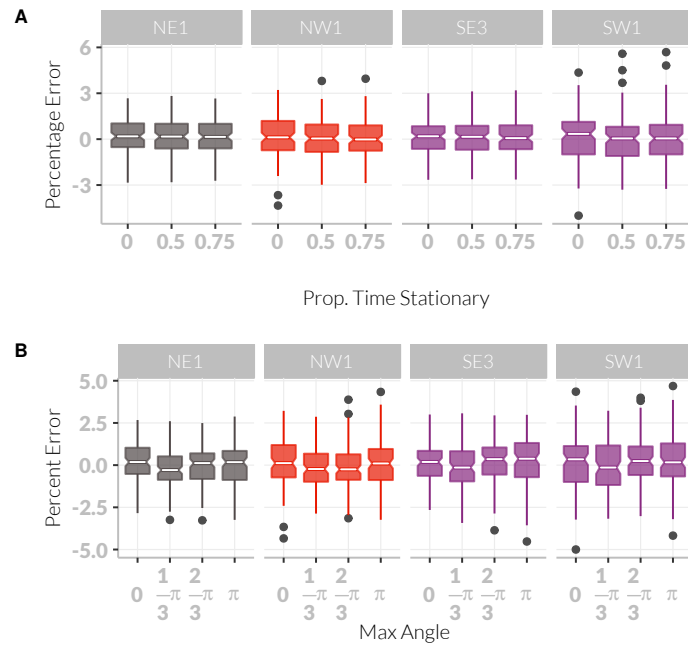 A
NE1 NW1 SE3 SW1
Percentage Error
6
3
0
-3
0 0.5 0.75 0 0.5 0.75 0 0.5 0.75 0 0.5 0.75
Prop. Time Stationary
B
NE1 NW1 SE3 SW1
Percent Error
5.0
2.5
0.0
-2.5
-5.0
0 1/3 π 2/3 π π 0 1/3 π 2/3 π π 0 1/3 π 2/3 π π 0 1/3 π 2/3 π π
Max Angle